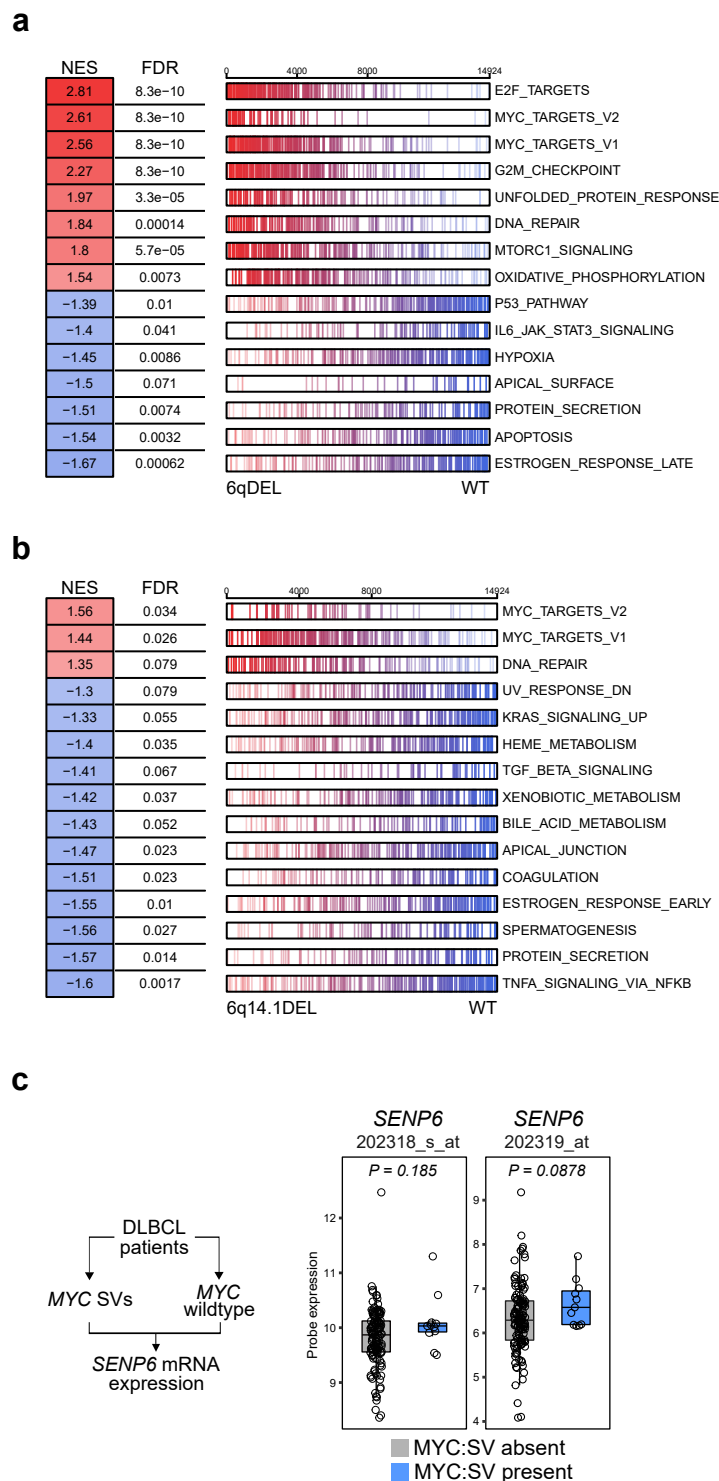 a
NES FDR 0 4000 8000 14924
2.81 8.3e−10 E2F_TARGETS
2.61 8.3e−10 MYC_TARGETS_V2
2.56 8.3e−10 MYC_TARGETS_V1
2.27 8.3e−10 G2M_CHECKPOINT
1.97 3.3e−05 UNFOLDED_PROTEIN_RESPONSE
1.84 0.00014 DNA_REPAIR
1.8 5.7e−05 MTORC1_SIGNALING
1.54 0.0073 OXIDATIVE_PHOSPHORYLATION
−1.39 0.01 P53_PATHWAY
−1.4 0.041 IL6_JAK_STAT3_SIGNALING
−1.45 0.0086 HYPOXIA
−1.5 0.071 APICAL_SURFACE
−1.51 0.0074 PROTEIN_SECRETION
−1.54 0.0032 APOPTOSIS
−1.67 0.00062 ESTROGEN_RESPONSE_LATE
6qDEL WT
b
NES FDR 0 4000 8000 14924
1.56 0.034 MYC_TARGETS_V2
1.44 0.026 MYC_TARGETS_V1
1.35 0.079 DNA_REPAIR
−1.3 0.079 UV_RESPONSE_DN
−1.33 0.055 KRAS_SIGNALING_UP
−1.4 0.035 HEME_METABOLISM
−1.41 0.067 TGF_BETA_SIGNALING
−1.42 0.037 XENOBIOTIC_METABOLISM
−1.43 0.052 BILE_ACID_METABOLISM
−1.47 0.023 APICAL_JUNCTION
−1.51 0.023 COAGULATION
−1.55 0.01 ESTROGEN_RESPONSE_EARLY
−1.56 0.027 SPERMATOGENESIS
−1.57 0.014 PROTEIN_SECRETION
−1.6 0.0017 TNFA_SIGNALING_VIA_NFKB
6q14.1DEL WT
c
DLBCL
patients
MYC SVs
MYC
wildtype
SENP6 mRNA
expression
SENP6
202318_s_at
P = 0.185
Probe expression
12
11
10
9
SENP6
202319_at
P = 0.0878
9
8
7
6
5
4
MYC:SV absent
MYC:SV present